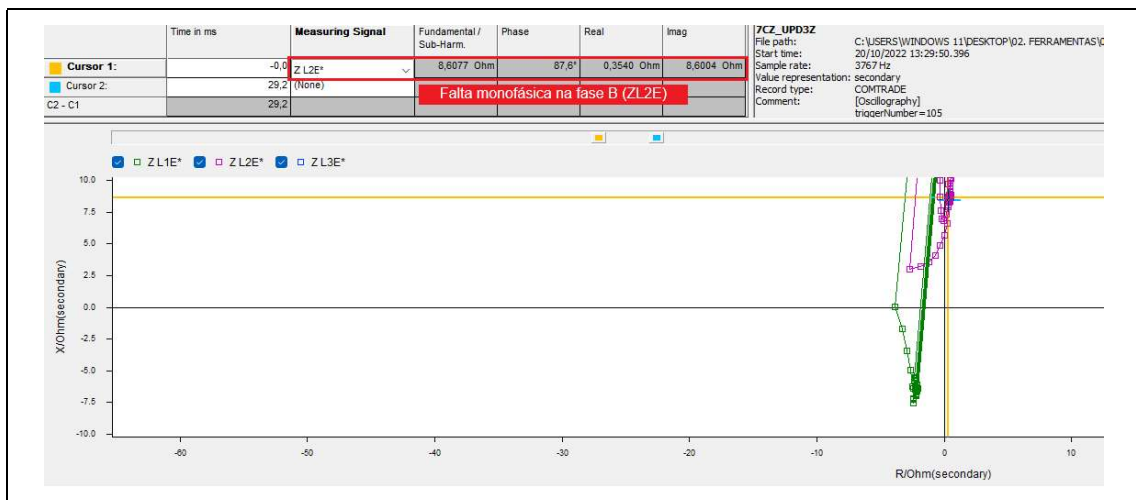 Time in ms
Measuring Signal
Fundamental /
Sub-Harm.
Phase
Real
Imag
Cursor 1:
-0,0
Z L2E*
8,6077 Ohm
87,6°
0,3540 Ohm
8,6004 Ohm
Cursor 2:
29,2
(None)
C2 - C1
29,2
Falta monofásica na fase B (ZL2E)
7CZ_UPD3Z
File path:
C:\USERS\WINDOWS 11\DESKTOP\02. FERRAMENTAS\
Start time:
20/10/2022 13:29:50.396
Sample rate:
3767 Hz
Value representation: secondary
Record type:
COMTRADE
Comment:
[Oscillography]
triggerNumber=105
Z L1E*
Z L2E*
Z L3E*
10.0
7.5
5.0
2.5
0.0
-2.5
-5.0
-7.5
-10.0
X/Ohm(secondary)
-60
-50
-40
-30
-20
-10
0
10
R/Ohm(secondary)